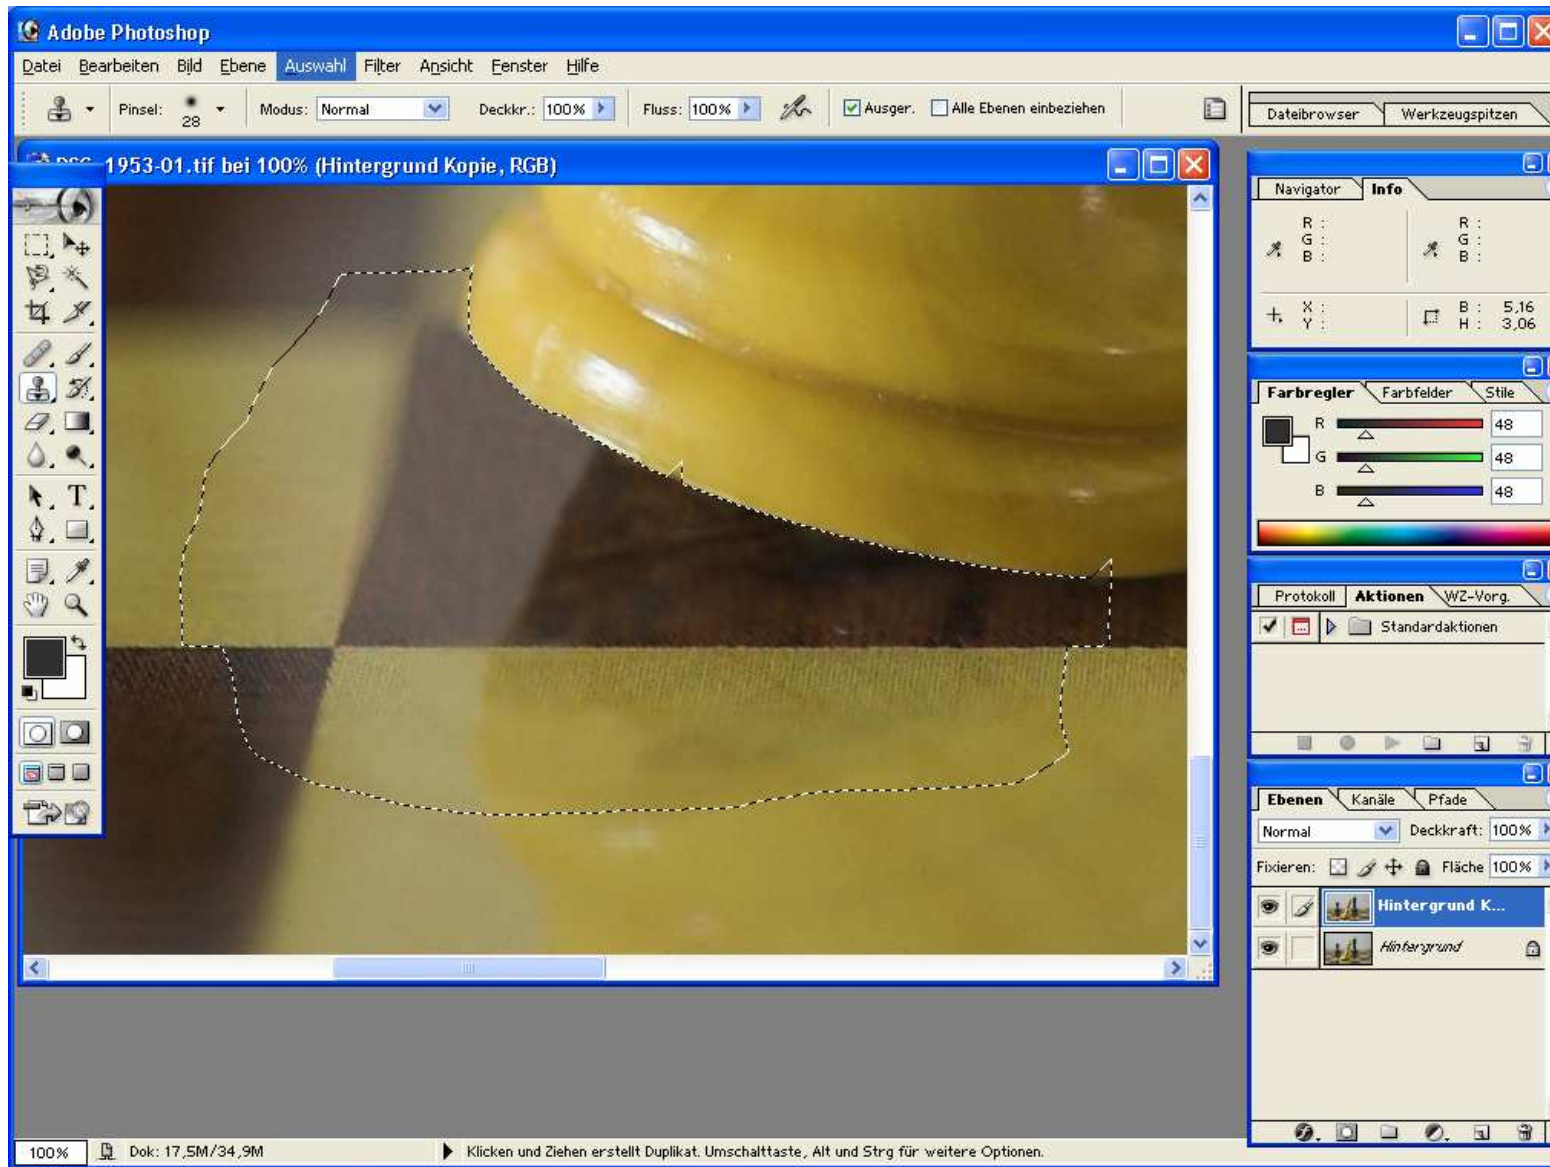 Adobe Photoshop
Datei Bearbeiten Bild Ebene Auswahl Filter Ansicht Fenster Hilfe
Pinsel: 28 Modus: Normal Deckkr.: 100% Fluss: 100% Ausger. Alle Ebenen einbeziehen
Dateibrowser Werkzeugspitzen
1953-01.tif bei 100% (Hintergrund Kopie, RGB)
Navigator Info
R : R :
G : G :
B : B :
X : B : 5,16
Y : H : 3,06
Farbregler Farbfelder Stile
R 48
G 48
B 48
T
Protokoll Aktionen WZ-Vorg.
Standardaktionen
Ebenen Kanäle Pfade
Normal Deckkraft: 100%
Fixieren: Fläche 100%
Hintergrund K...
Hintergrund
100% Dok: 17,5M/34,9M Klicken und Ziehen erstellt Duplikat. Umschalttaste, Alt und Strg für weitere Optionen.